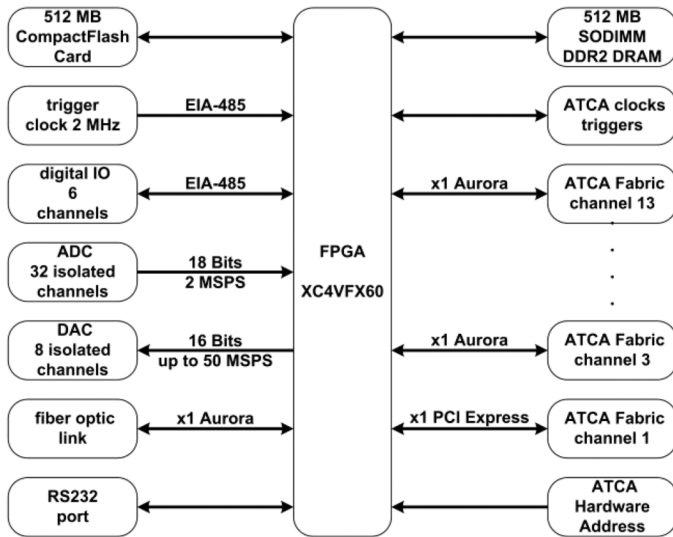 512 MB
CompactFlash
Card
trigger
clock 2 MHz
EIA-485
digital IO
6
channels
EIA-485
ADC
32 isolated
channels
18 Bits
2 MSPS
DAC
8 isolated
channels
16 Bits
up to 50 MSPS
fiber optic
link
x1 Aurora
RS232
port
FPGA
XC4VFX60
512 MB
SODIMM
DDR2 DRAM
ATCA clocks
triggers
x1 Aurora
ATCA Fabric
channel 13
x1 Aurora
ATCA Fabric
channel 3
x1 PCI Express
ATCA Fabric
channel 1
ATCA
Hardware
Address